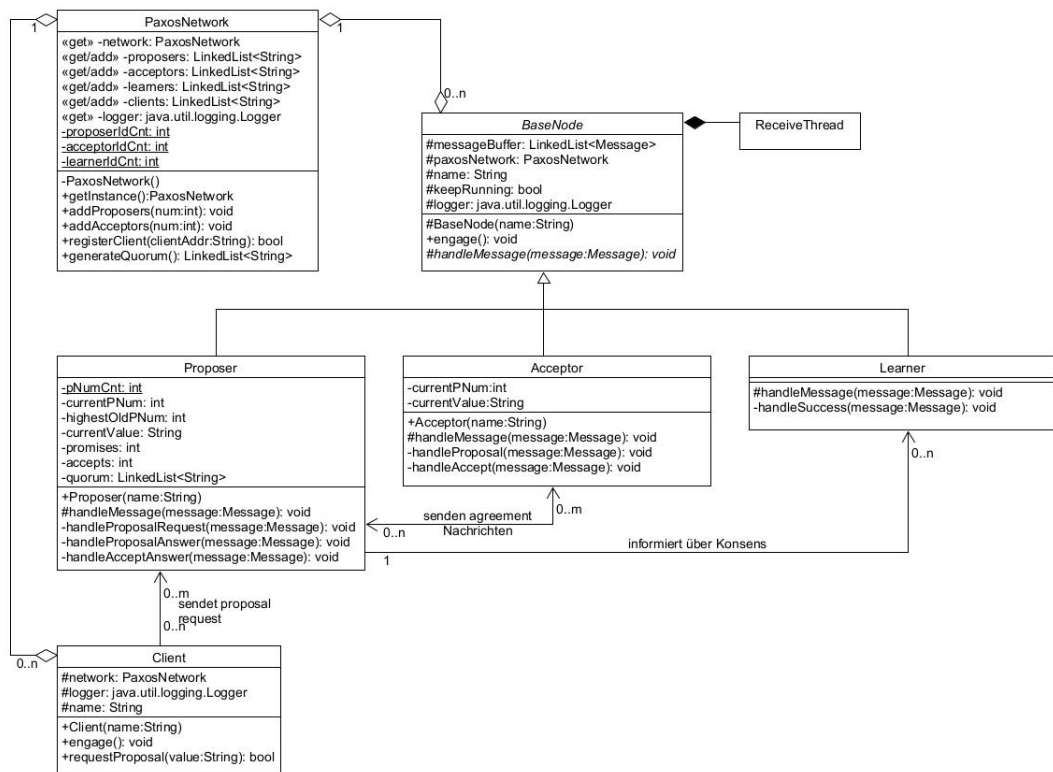 PaxosNetwork
«get» -network: PaxosNetwork
«get/add» -proposers: LinkedList<String>
«get/add» -acceptors: LinkedList<String>
«get/add» -learners: LinkedList<String>
«get/add» -clients: LinkedList<String>
«get» -logger: java.util.logging.Logger
-proposerIdCnt: int
-acceptorIdCnt: int
-learnerIdCnt: int
-PaxosNetwork()
+getInstance():PaxosNetwork
+addProposers(num:int): void
+addAcceptors(num:int): void
+registerClient(clientAddr:String): bool
+generateQuorum(): LinkedList<String>
1
1
0..n
BaseNode
#messageBuffer: LinkedList<Message>
#paxosNetwork: PaxosNetwork
#name: String
#keepRunning: bool
#logger: java.util.logging.Logger
#BaseNode(name:String)
+engage(): void
#handleMessage(message:Message): void
ReceiveThread
Proposer
-pNumCnt: int
-currentPNum: int
-highestOldPNum: int
-currentValue: String
-promises: int
-accepts: int
-quorum: LinkedList<String>
+Proposer(name:String)
#handleMessage(message:Message): void
-handleProposalRequest(message:Message): void
-handleProposalAnswer(message:Message): void
-handleAcceptAnswer(message:Message): void
Acceptor
-currentPNum:int
-currentValue:String
+Acceptor(name:String)
#handleMessage(message:Message): void
-handleProposal(message:Message): void
-handleAccept(message:Message): void
Learner
#handleMessage(message:Message): void
-handleSuccess(message:Message): void
0..n
0..m
senden agreement
Nachrichten
0..n
informiert über Konsens
1
0..m
sendet proposal
request
0..n
0..n
Client
#network: PaxosNetwork
#logger: java.util.logging.Logger
#name: String
+Client(name:String)
+engage(): void
+requestProposal(value:String): bool